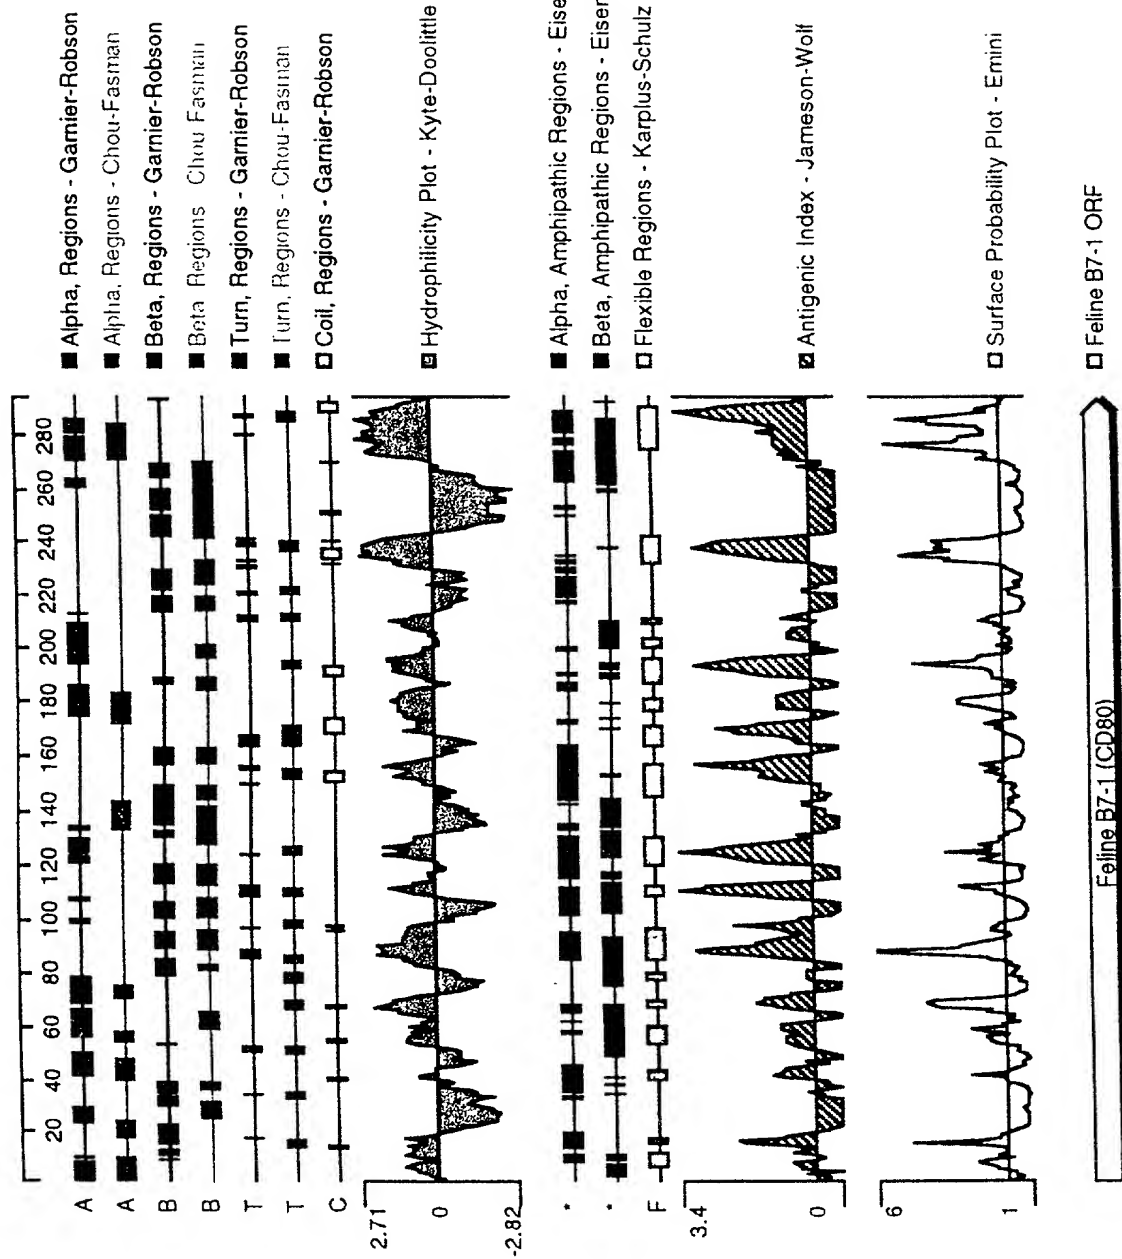 20 40 60 80 100 120 140 160 180 200 220 240 260 280
A Alpha, Regions - Garnier-Robson
A Alpha, Regions - Chou-Fasman
B Beta, Regions - Garnier-Robson
B Beta Regions Chou Fasman
T Turn, Regions - Garnier-Robson
T Turn, Regions - Chou-Fasman
C Coil, Regions - Garnier-Robson
2.71
0
-2.82
Hydrophilicity Plot - Kyte-Doolittle
* Alpha, Amphipathic Regions - Eise
* Beta, Amphipathic Regions - Eiser
F Flexible Regions - Karplus-Schulz
3.4
0
Antigenic Index - Jameson-Wolf
6
1
Surface Probability Plot - Emini
Feline B7-1 (CD80)
Feline B7-1 ORF